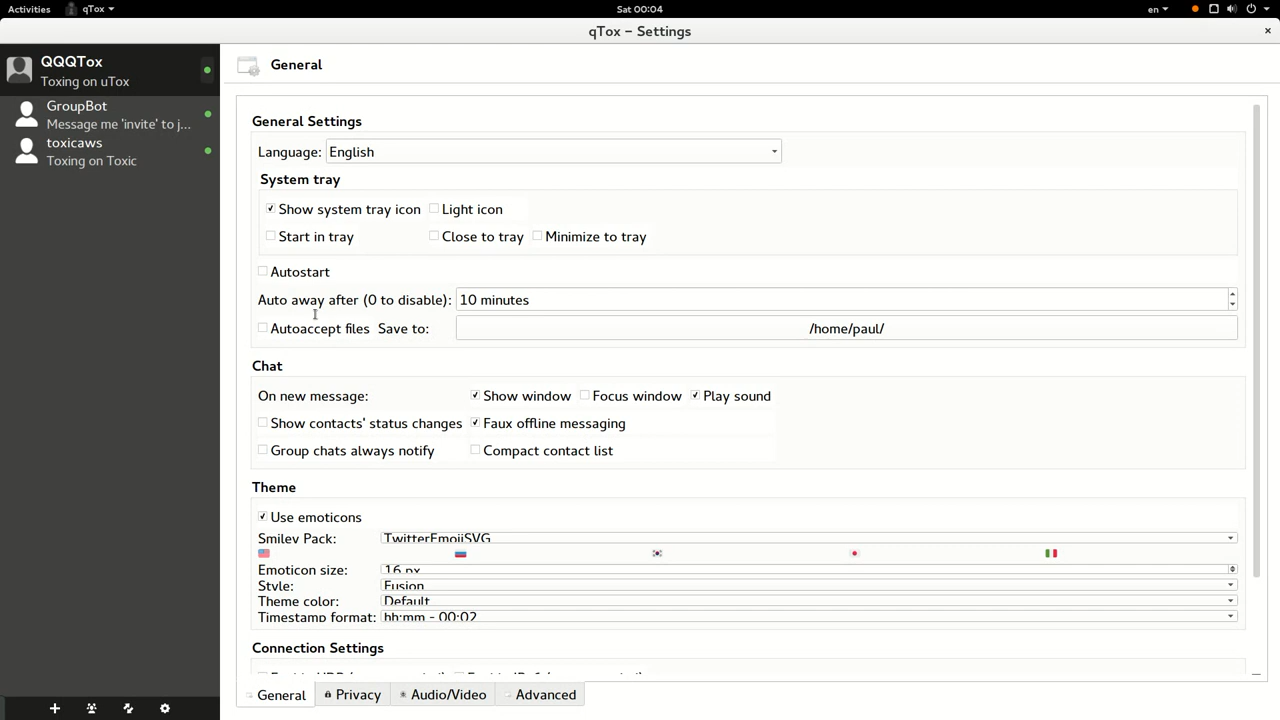 Activities qTox Sat 00:04 en
qTox – Settings
QQQTox
Toxing on uTox
GroupBot
Message me 'invite' to j...
toxicaws
Toxing on Toxic
General
General Settings
Language: English
System tray
Show system tray icon Light icon
Start in tray Close to tray Minimize to tray
Autostart
Auto away after (0 to disable): 10 minutes
Autoaccept files Save to: /home/paul/
Chat
On new message: Show window Focus window Play sound
Show contacts' status changes Faux offline messaging
Group chats always notify Compact contact list
Theme
Use emoticons
Smiley Pack: TwitterEmojiSVG
Emoticon size: 16 px
Style: Fusion
Theme color: Default
Timestamp format: hh:mm - 00:02
Connection Settings
General Privacy Audio/Video Advanced